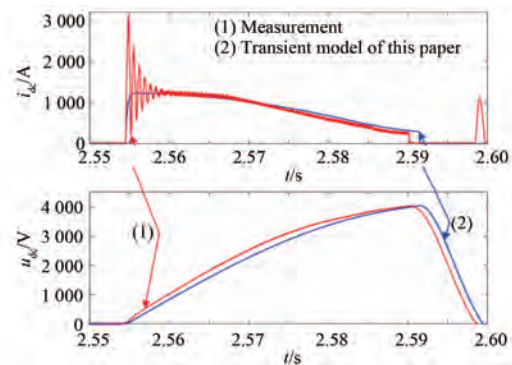 (1) Measurement
(2) Transient model of this paper
3 000
2 000
1 000
0
i_dc/A
2.55 2.56 2.57 2.58 2.59 2.60
t/s
4 000
3 000
2 000
1 000
0
u_dc/V
(1)
(2)
2.55 2.56 2.57 2.58 2.59 2.60
t/s